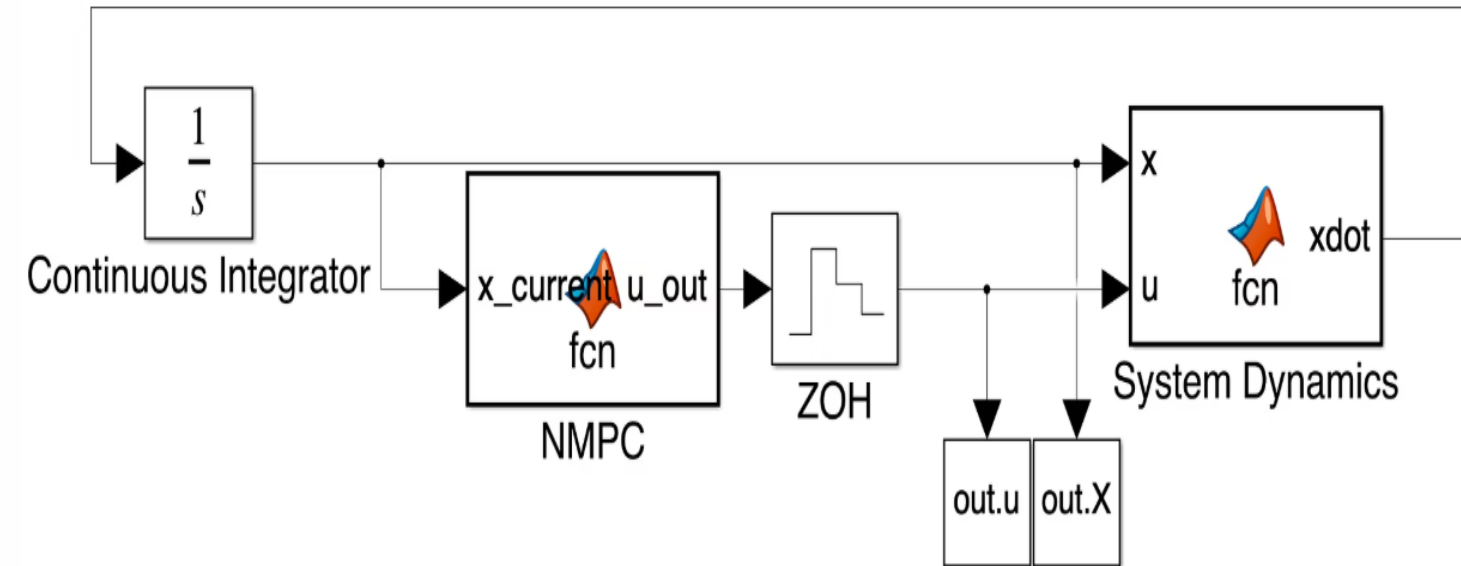 1
s
Continuous Integrator
x_current u_out
fcn
NMPC
ZOH
x
u
xdot
fcn
System Dynamics
out.u
out.X